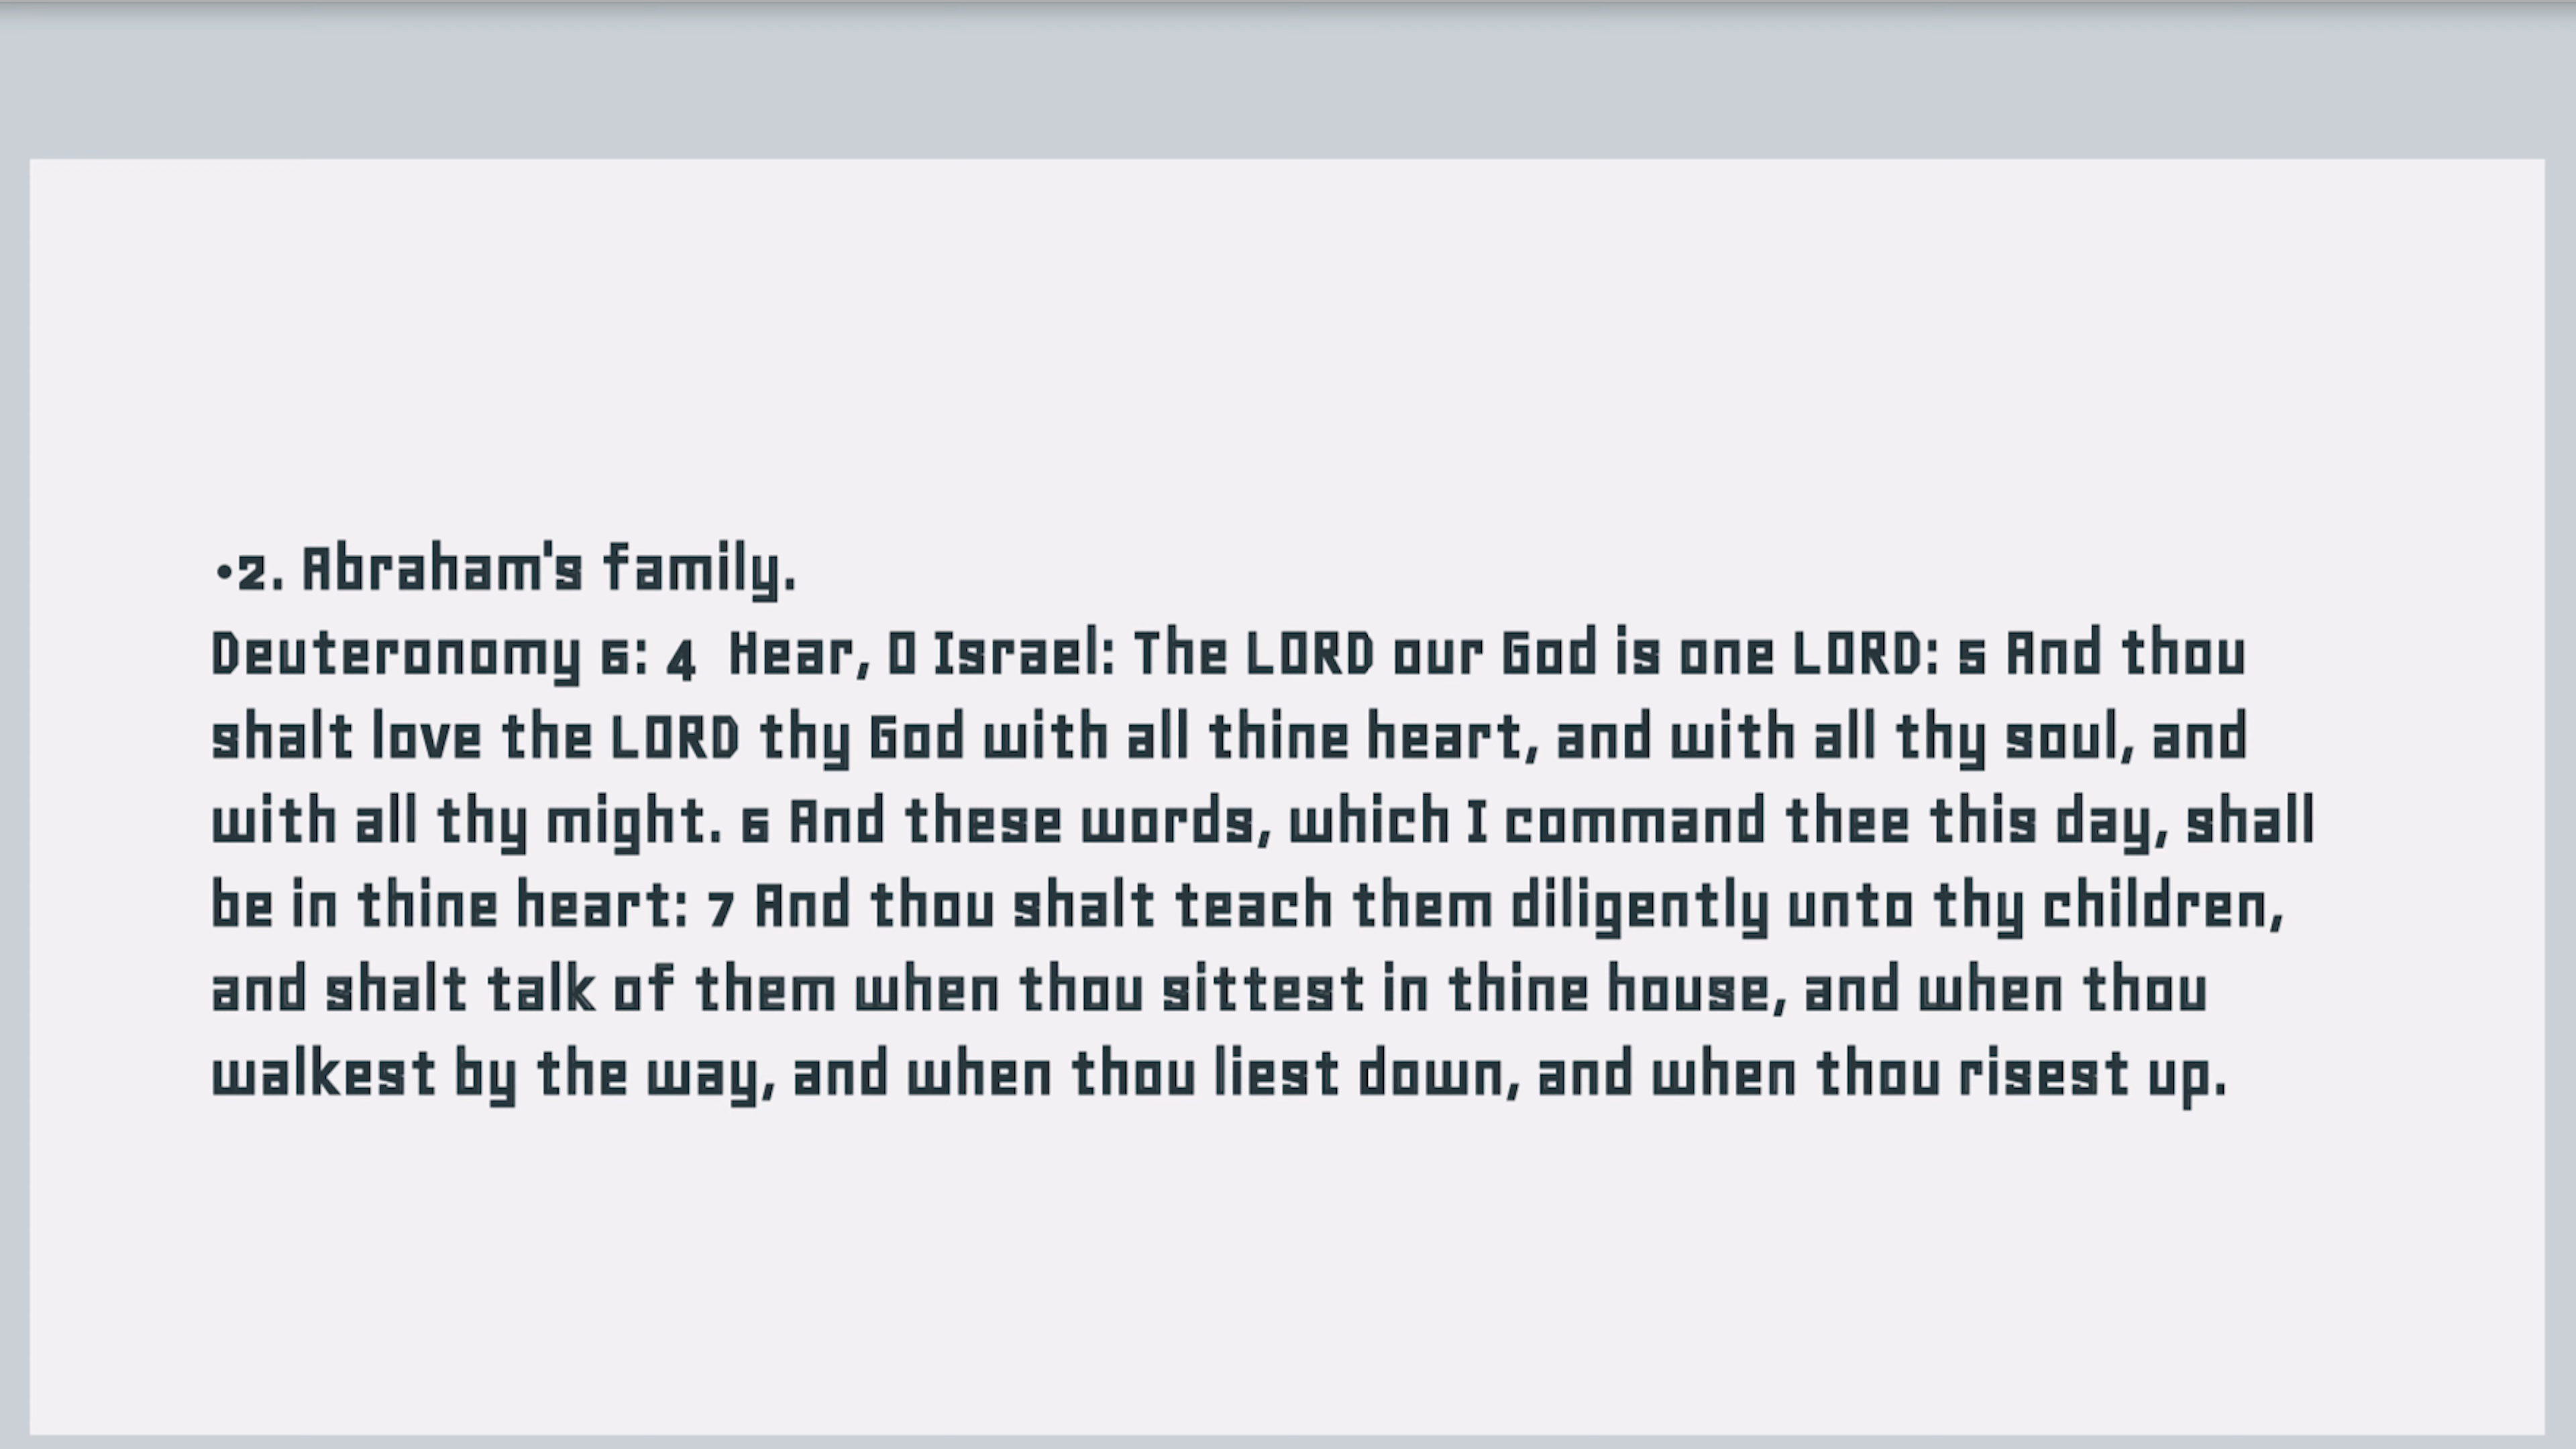 •2. Abraham's family.
Deuteronomy 6: 4  Hear, O Israel: The LORD our God is one LORD: 5 And thou
shalt love the LORD thy God with all thine heart, and with all thy soul, and
with all thy might. 6 And these words, which I command thee this day, shall
be in thine heart: 7 And thou shalt teach them diligently unto thy children,
and shalt talk of them when thou sittest in thine house, and when thou
walkest by the way, and when thou liest down, and when thou risest up.